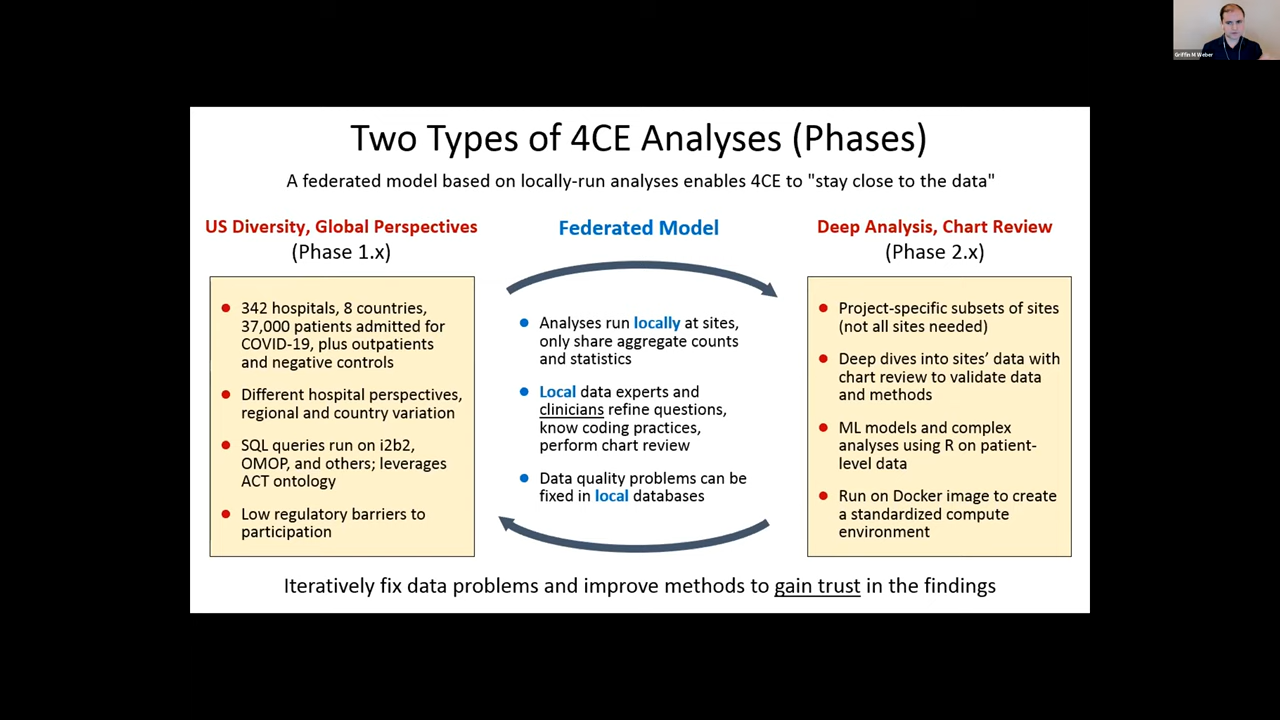 Griffin M Weber
Two Types of 4CE Analyses (Phases)
A federated model based on locally-run analyses enables 4CE to "stay close to the data"
US Diversity, Global Perspectives
(Phase 1.x)
342 hospitals, 8 countries,
37,000 patients admitted for
COVID-19, plus outpatients
and negative controls
Different hospital perspectives,
regional and country variation
SQL queries run on i2b2,
OMOP, and others; leverages
ACT ontology
Low regulatory barriers to
participation
Federated Model
Analyses run locally at sites,
only share aggregate counts
and statistics
Local data experts and
clinicians refine questions,
know coding practices,
perform chart review
Data quality problems can be
fixed in local databases
Deep Analysis, Chart Review
(Phase 2.x)
Project-specific subsets of sites
(not all sites needed)
Deep dives into sites’ data with
chart review to validate data
and methods
ML models and complex
analyses using R on patient-
level data
Run on Docker image to create
a standardized compute
environment
Iteratively fix data problems and improve methods to gain trust in the findings